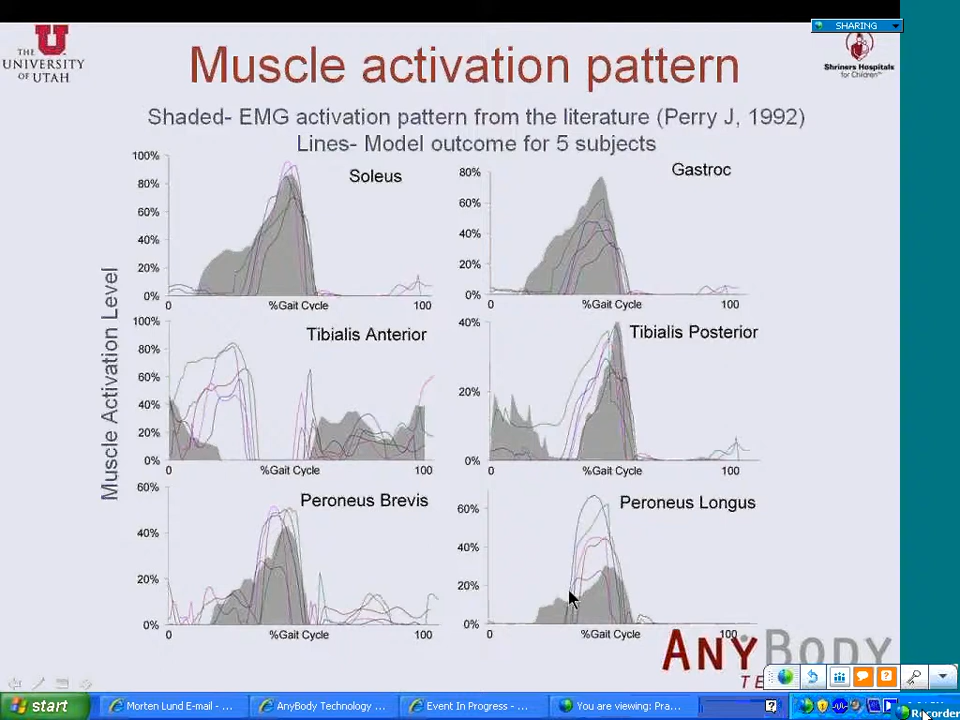 SHARING
THE
UNIVERSITY
OF UTAH
Muscle activation pattern
Shriners Hospitals
for Children™
Shaded- EMG activation pattern from the literature (Perry J, 1992)
Lines- Model outcome for 5 subjects
Muscle Activation Level
Soleus
100%
80%
60%
40%
20%
0%
0
%Gait Cycle
100
Gastroc
80%
60%
40%
20%
0%
0
%Gait Cycle
100
Tibialis Anterior
100%
80%
60%
40%
20%
0%
0
%Gait Cycle
100
Tibialis Posterior
40%
20%
0%
0
%Gait Cycle
100
Peroneus Brevis
60%
40%
20%
0%
0
%Gait Cycle
100
Peroneus Longus
60%
40%
20%
0%
0
%Gait Cycle
100
ANYBODY
start
Morten Lund E-mail - ...
AnyBody Technology ...
Event In Progress - ...
You are viewing: Pra...
Recorder